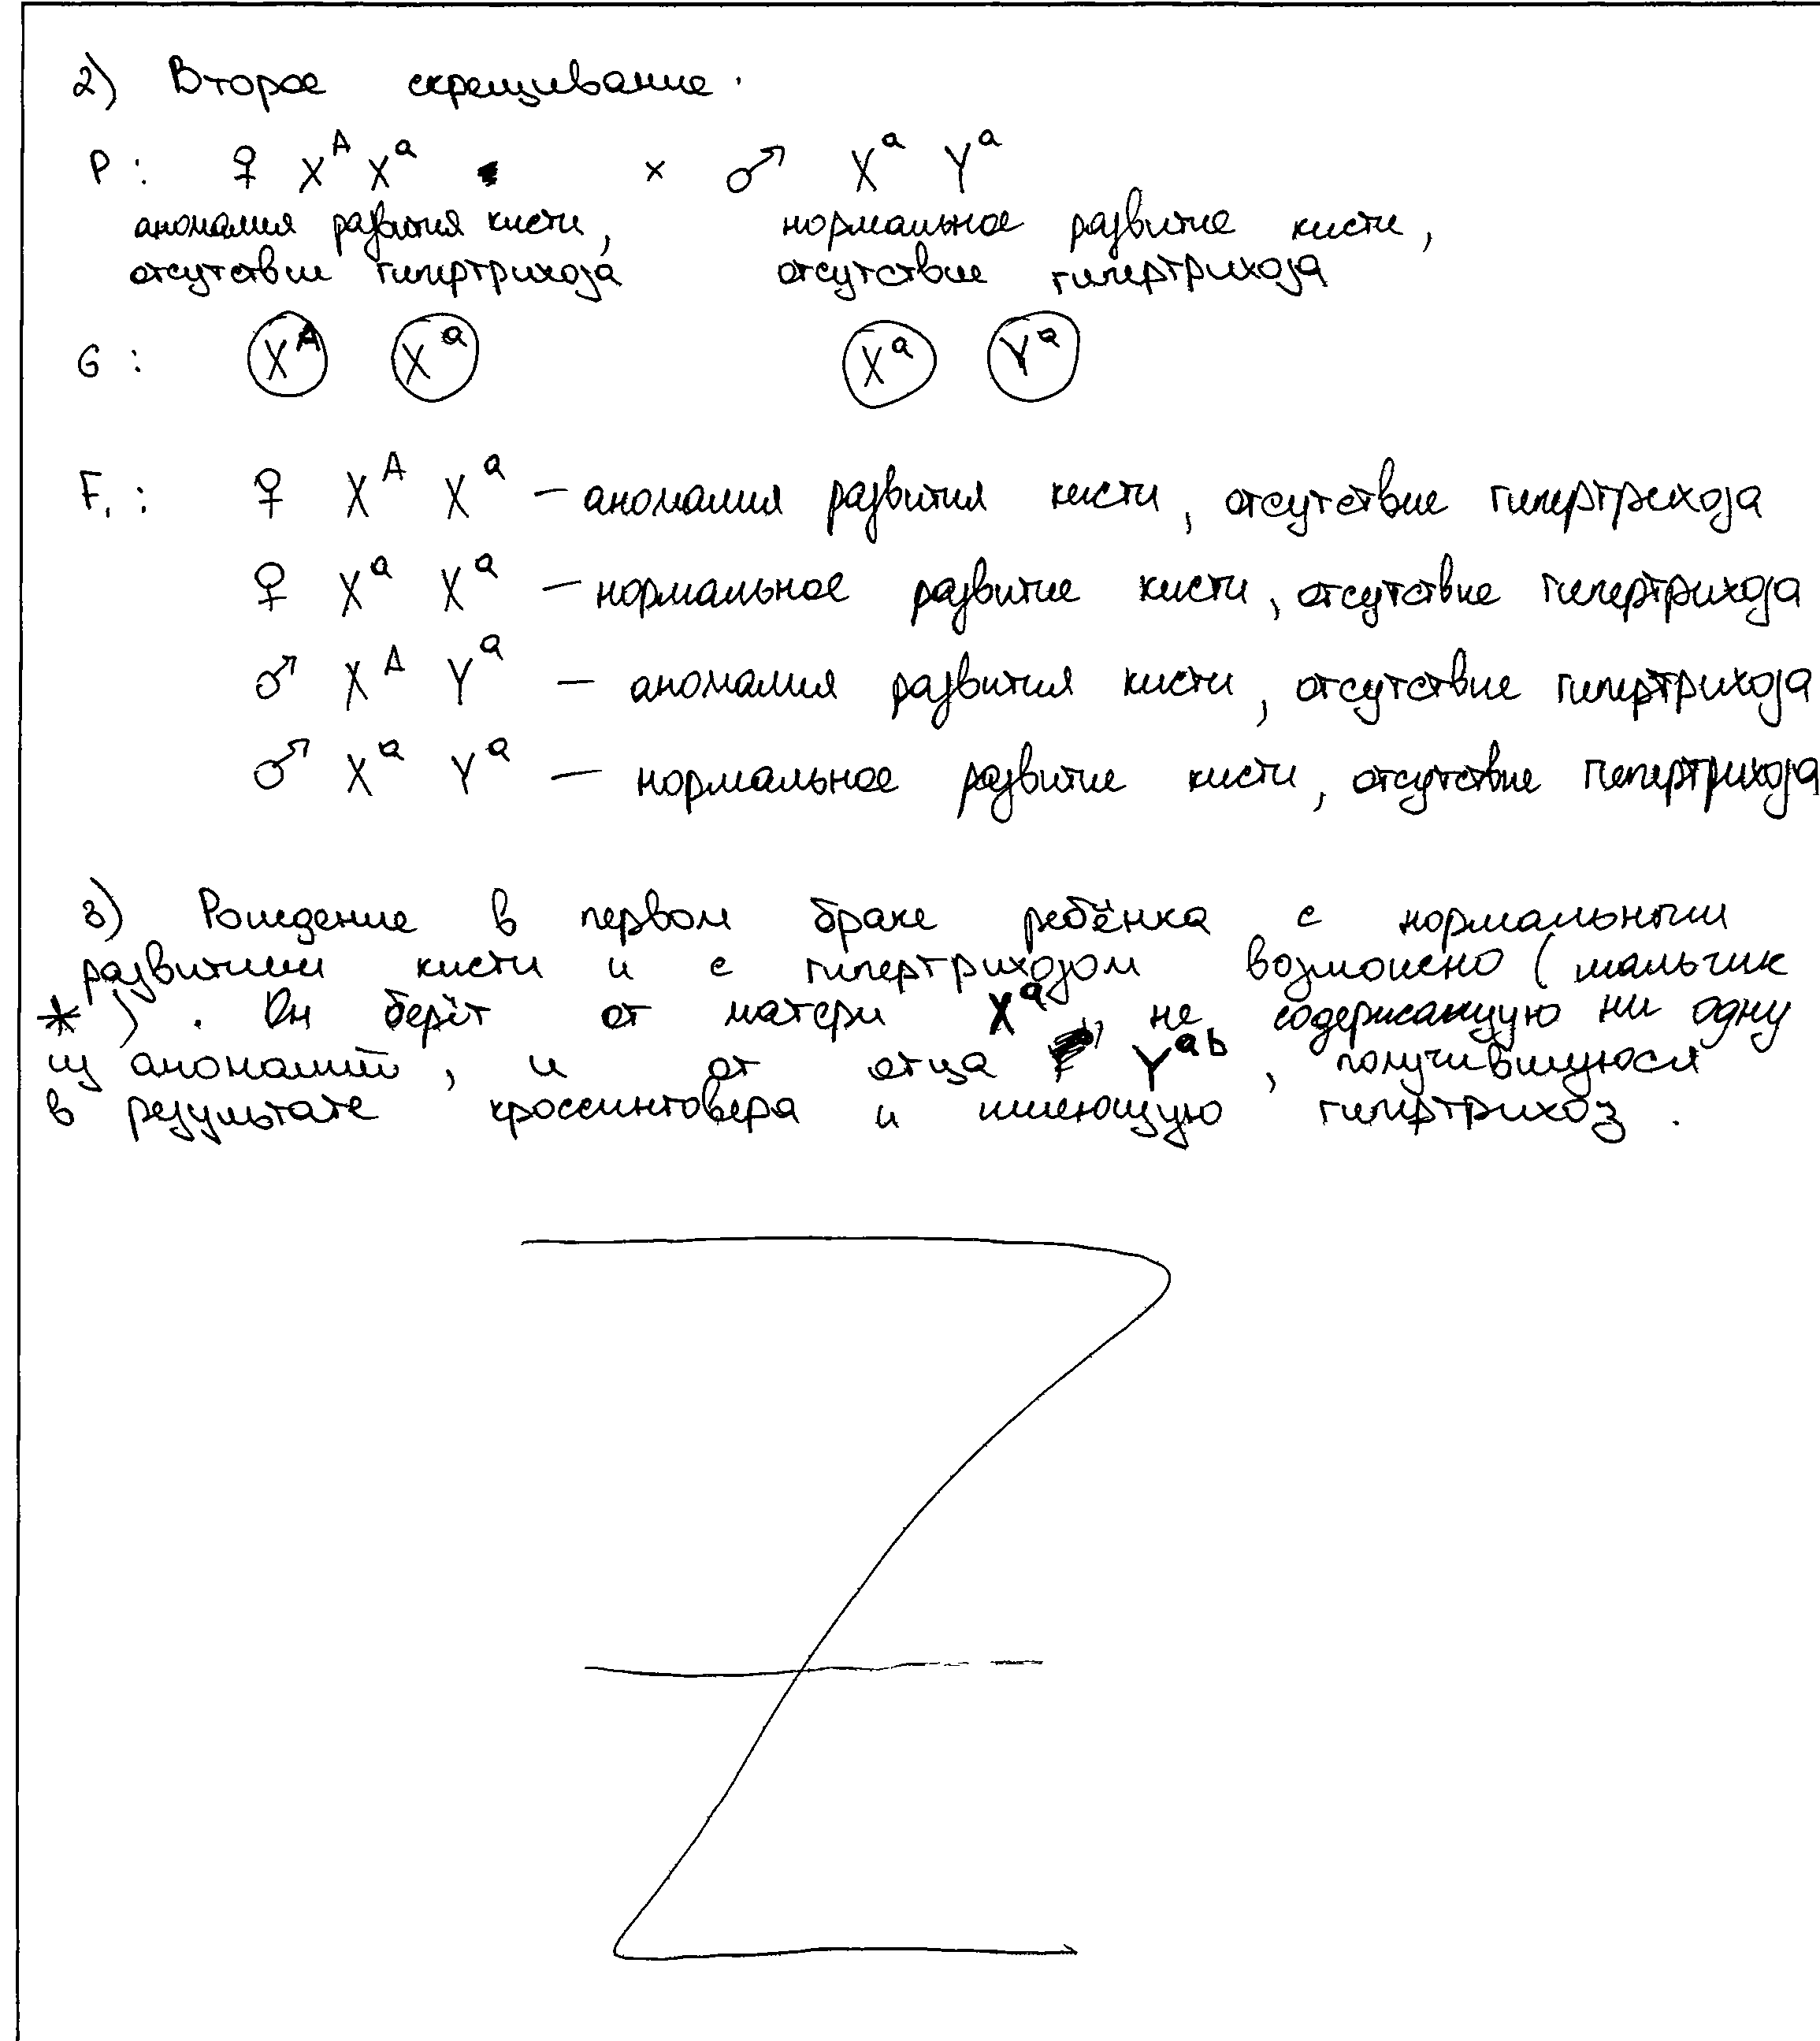 2) Второе скрещивание.
P: ♀ X^A X^a × ♂ X^a Y^a
аномалия развития кисти, нормальное развитие кисти,
отсутствие гипертрихоза отсутствие гипертрихоза
G: X^A X^a X^a Y^a
F₁: ♀ X^A X^a — аномалия развития кисти, отсутствие гипертрихоза
♀ X^a X^a — нормальное развитие кисти, отсутствие гипертрихоза
♂ X^A Y^a — аномалия развития кисти, отсутствие гипертрихоза
♂ X^a Y^a — нормальное развитие кисти, отсутствие гипертрихоза
3) Рождение в первом браке ребёнка с нормальным
развитием кисти и с гипертрихозом возможно (мальчик
*). Он берёт от матери X^a, не содержащую ни одну
из аномалий, и от отца Y^ab, получившуюся
в результате кроссинговера и имеющую гипертрихоз.